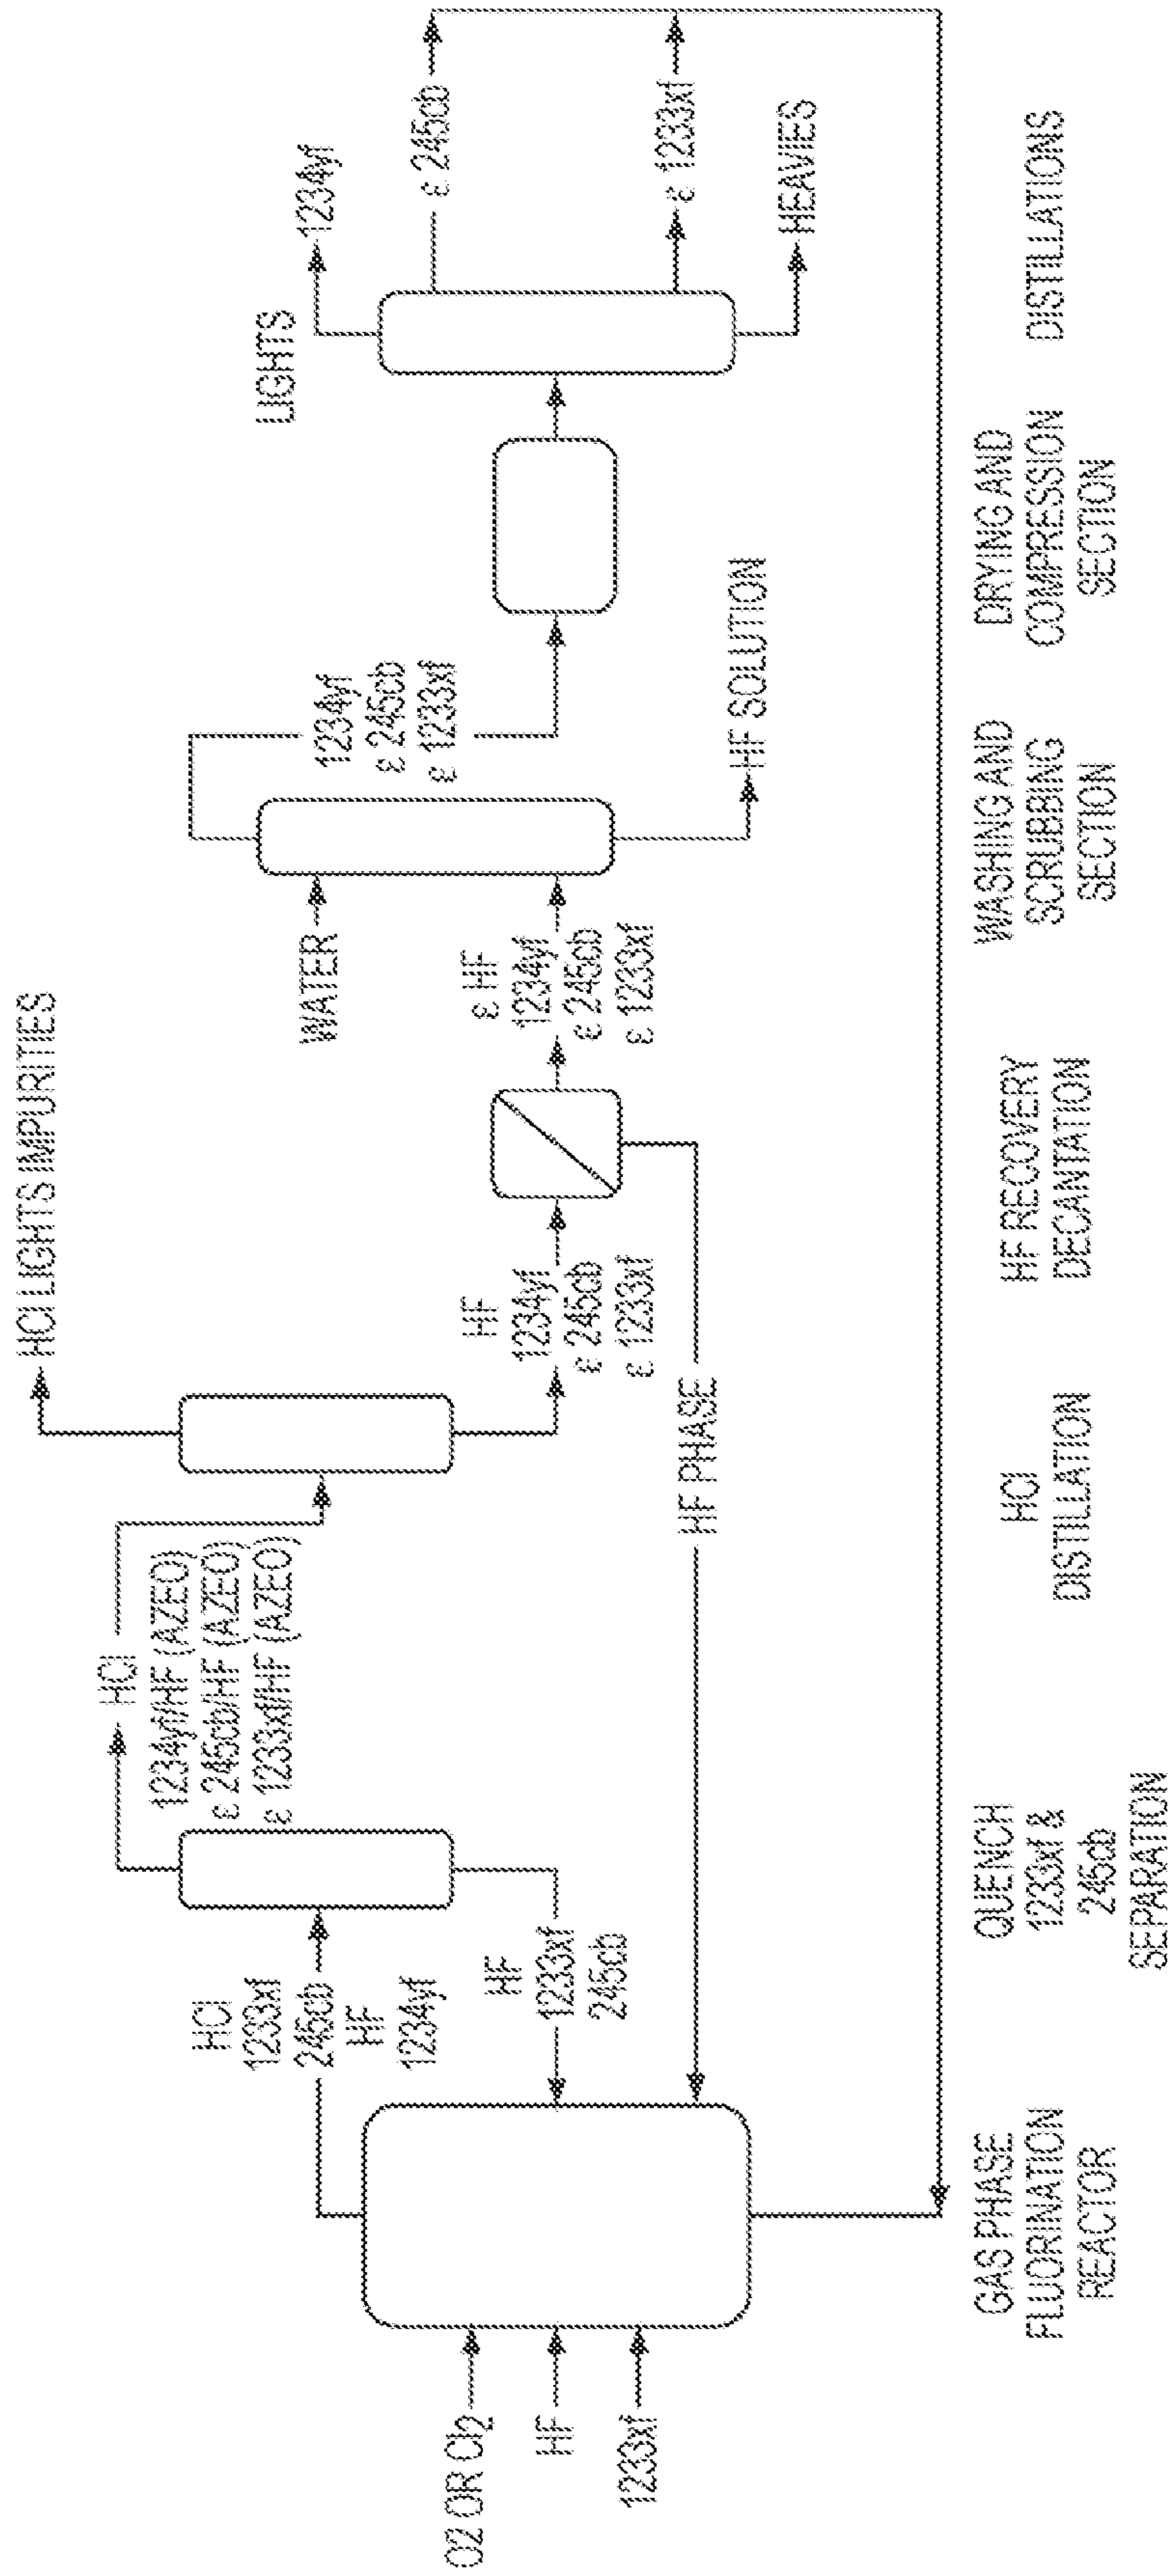 O2 OR Cl2
HF
1233xf
GAS PHASE
FLUORINATION
REACTOR
HCl
1233xf
245cb
HF
1234yf
HF
1233xf
245cb
QUENCH
1233xf &
245cb
SEPARATION
HCl
1234yf/HF (AZEO)
ε 245cb/HF (AZEO)
ε 1233xf/HF (AZEO)
HCl
DISTILLATION
HCl LIGHTS IMPURITIES
HF
1234yf
ε 245cb
ε 1233xf
HF PHASE
HF RECOVERY
DECANTATION
ε HF
1234yf
ε 245cb
ε 1233xf
WATER
WASHING AND
SCRUBBING
SECTION
1234yf
ε 245cb
ε 1233xf
HF SOLUTION
DRYING AND
COMPRESSION
SECTION
LIGHTS
1234yf
ε 245cb
ε 1233xf
HEAVIES
DISTILLATIONS